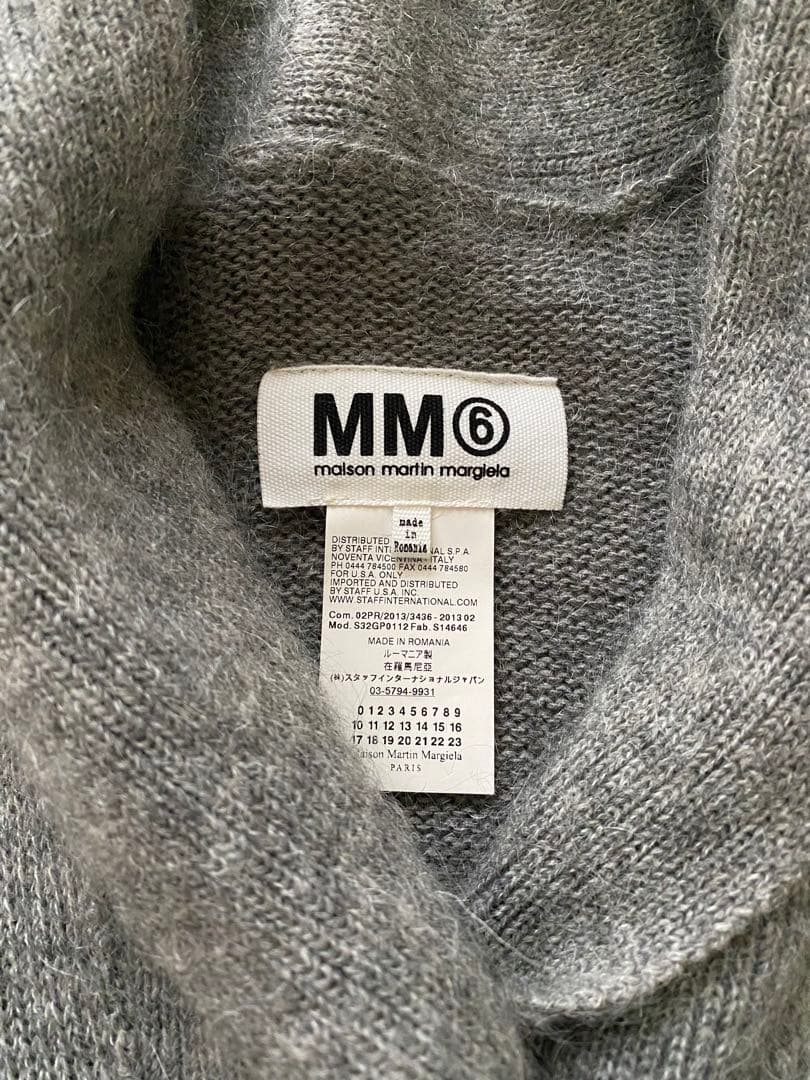 MM⑥
maison martin margiela
made
in
Romania
DISTRIBUTED
BY STAFF INTE NAL S.P.A.
NOVENTA VICENTINA - ITALY
PH 0444 784500 FAX 0444 784580
FOR U.S.A. ONLY
IMPORTED AND DISTRIBUTED
BY STAFF U.S.A. INC.
WWW.STAFFINTERNATIONAL.COM
Com. 02PR/2013/3436 - 2013 02
Mod. S32GP0112 Fab. S14646
MADE IN ROMANIA
ルーマニア製
在羅馬尼亞
(株)スタッフインターナショナルジャパン
03-5794-9931
0 1 2 3 4 5 6 7 8 9
10 11 12 13 14 15 16
17 18 19 20 21 22 23
aison Martin Margiela
PARIS